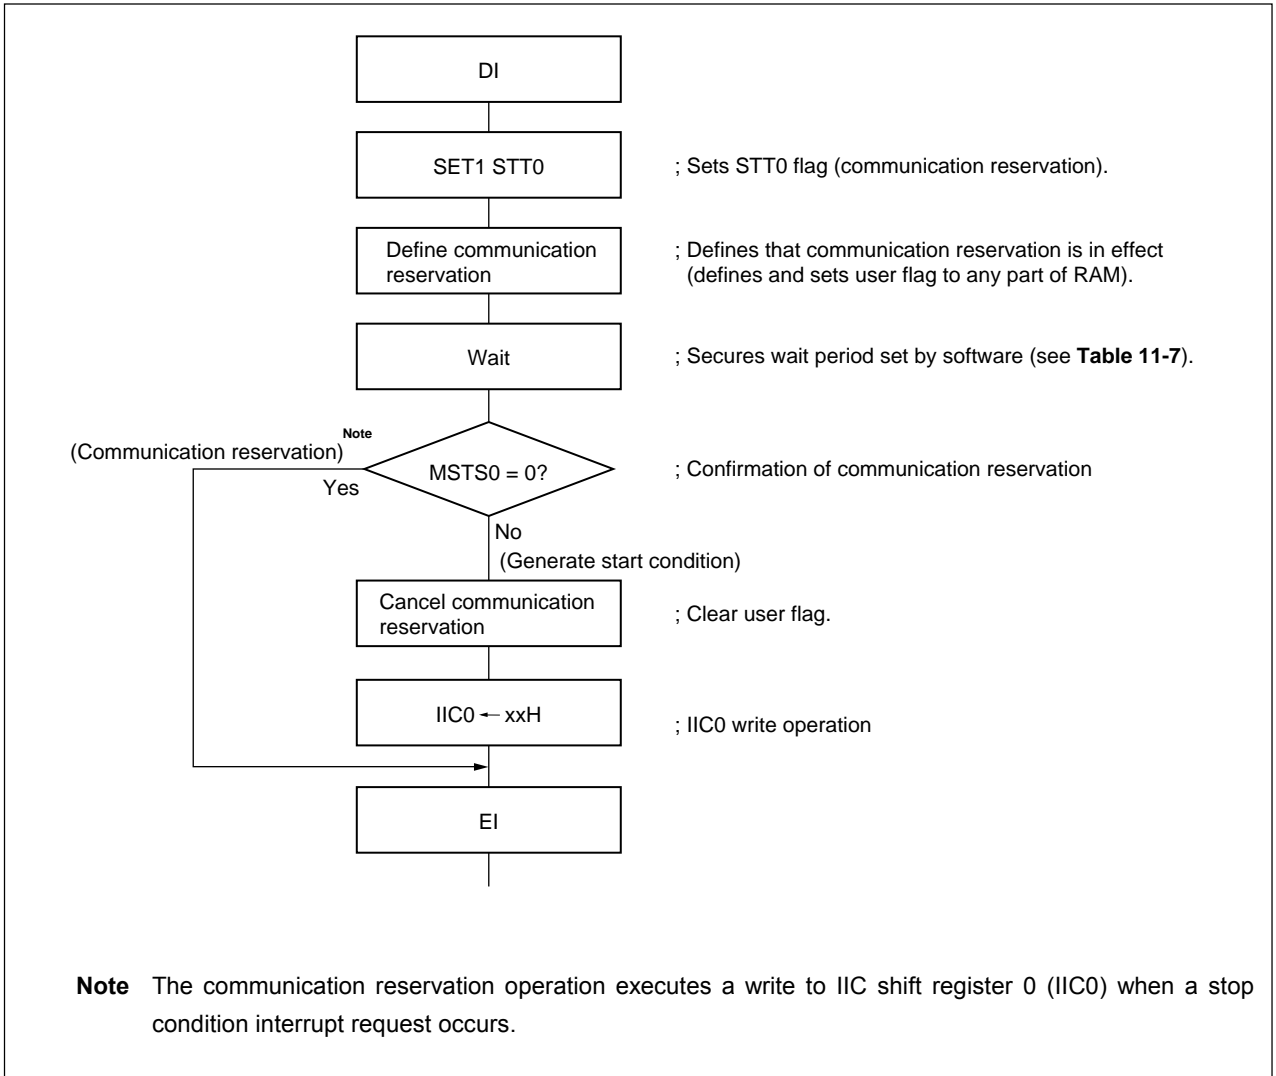 DI
SET1 STT0
; Sets STT0 flag (communication reservation).
Define communication
reservation
; Defines that communication reservation is in effect
(defines and sets user flag to any part of RAM).
Wait
; Secures wait period set by software (see Table 11-7).
(Communication reservation)Note
MSTS0 = 0?
; Confirmation of communication reservation
Yes
No
(Generate start condition)
Cancel communication
reservation
; Clear user flag.
IIC0 ← xxH
; IIC0 write operation
EI
Note The communication reservation operation executes a write to IIC shift register 0 (IIC0) when a stop
condition interrupt request occurs.